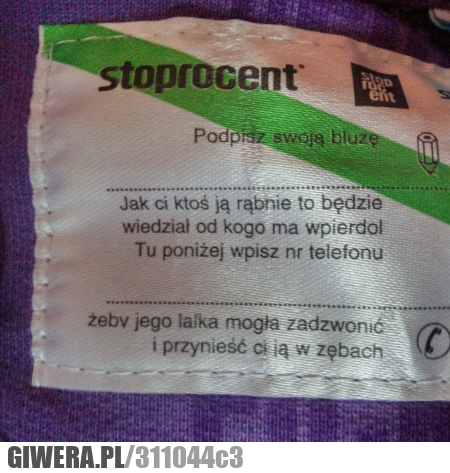 stoprocent®
stop
roc
ent
Podpisz swoją bluzę
Jak ci ktoś ją rąbnie to będzie
wiedział od kogo ma wpierdol
Tu poniżej wpisz nr telefonu
żeby jego lalka mogła zadzwonić
i przynieść ci ją w zębach
GIWERA.PL/311044c3